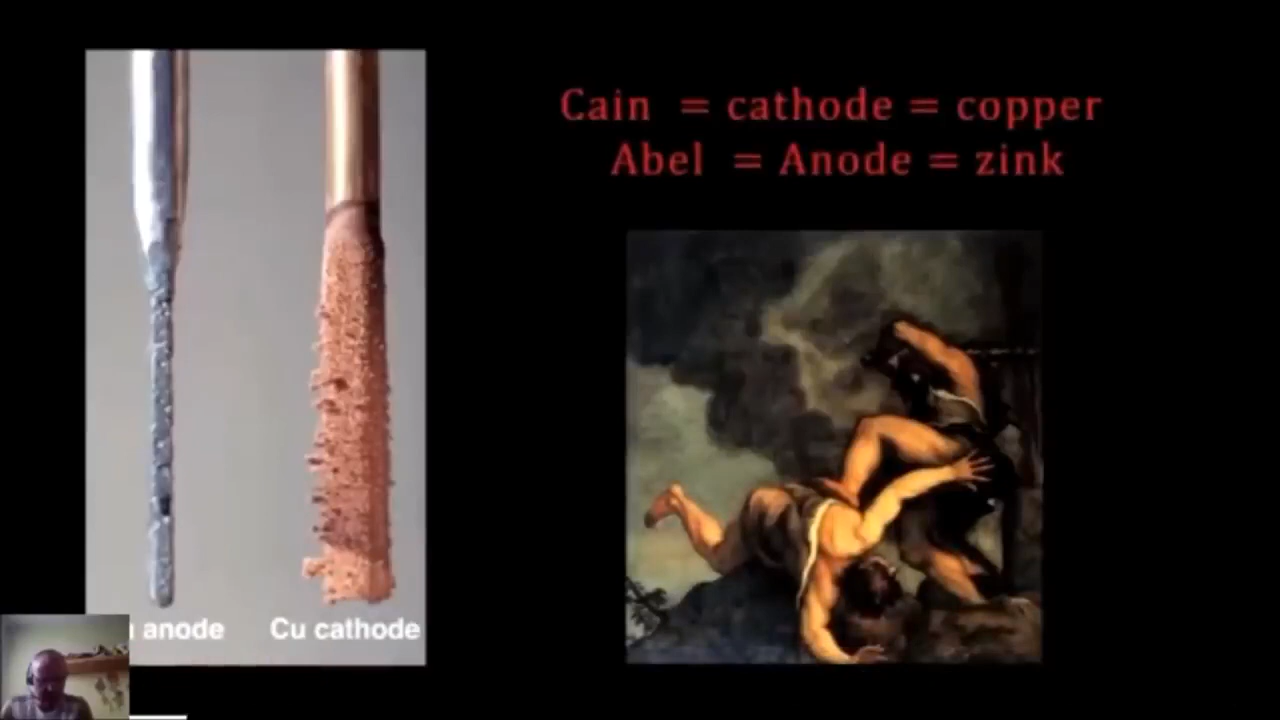 Cain = cathode = copper
Abel = Anode = zink
anode
Cu cathode